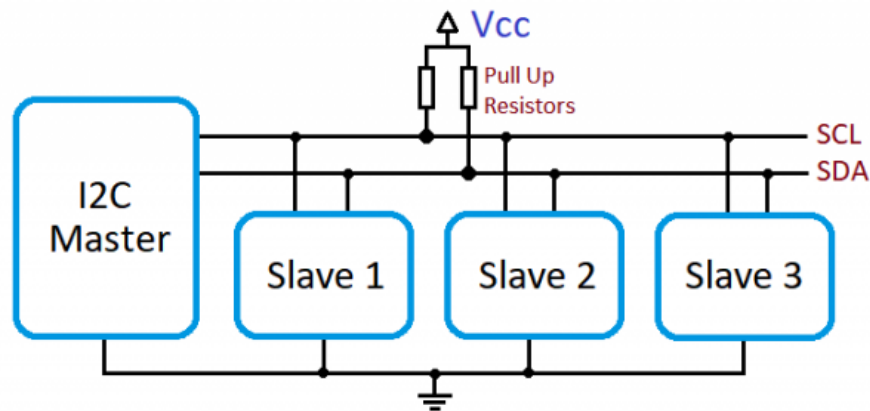 Vcc
Pull Up
Resistors
SCL
SDA
I2C
Master
Slave 1
Slave 2
Slave 3